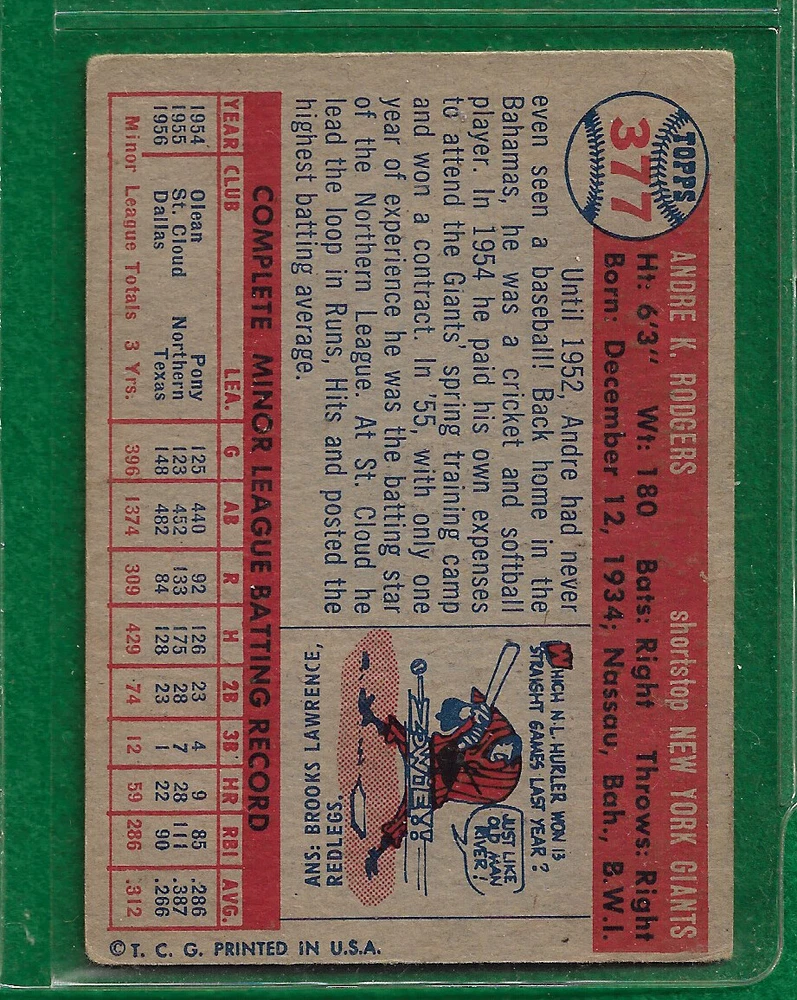 TOPPS
377
ANDRE K. RODGERS shortstop NEW YORK GIANTS
Ht: 6'3" Wt: 180 Bats: Right Throws: Right
Born: December 12, 1934; Nassau, Bah., B.W.I.
Until 1952, Andre had never
even seen a baseball! Back home in the
Bahamas, he was a cricket and softball
player. In 1954 he paid his own expenses
to attend the Giants' spring training camp
and won a contract. In '55, with only one
year of experience he was the batting star
of the Northern League. At St. Cloud he
lead the loop in Runs, Hits and posted the
highest batting average.
WHICH N.L. HURLER WON 13
STRAIGHT GAMES LAST YEAR?
JUST LIKE
OLD MAN
RIVER!
ZOWIE!!
ANS: BROOKS LAWRENCE,
REDLEGS
COMPLETE MINOR LEAGUE BATTING RECORD
YEAR CLUB LEA. G AB R H 2B 3B HR RBI AVG.
1954 Olean Pony 125 440 92 126 23 4 9 85 .286
1955 St. Cloud Northern 123 452 133 175 28 7 28 111 .387
1956 Dallas Texas 148 482 84 128 23 1 22 90 .266
Minor League Totals 3 Yrs. 396 1374 309 429 74 12 59 286 .312
© T. C. G. PRINTED IN U.S.A.